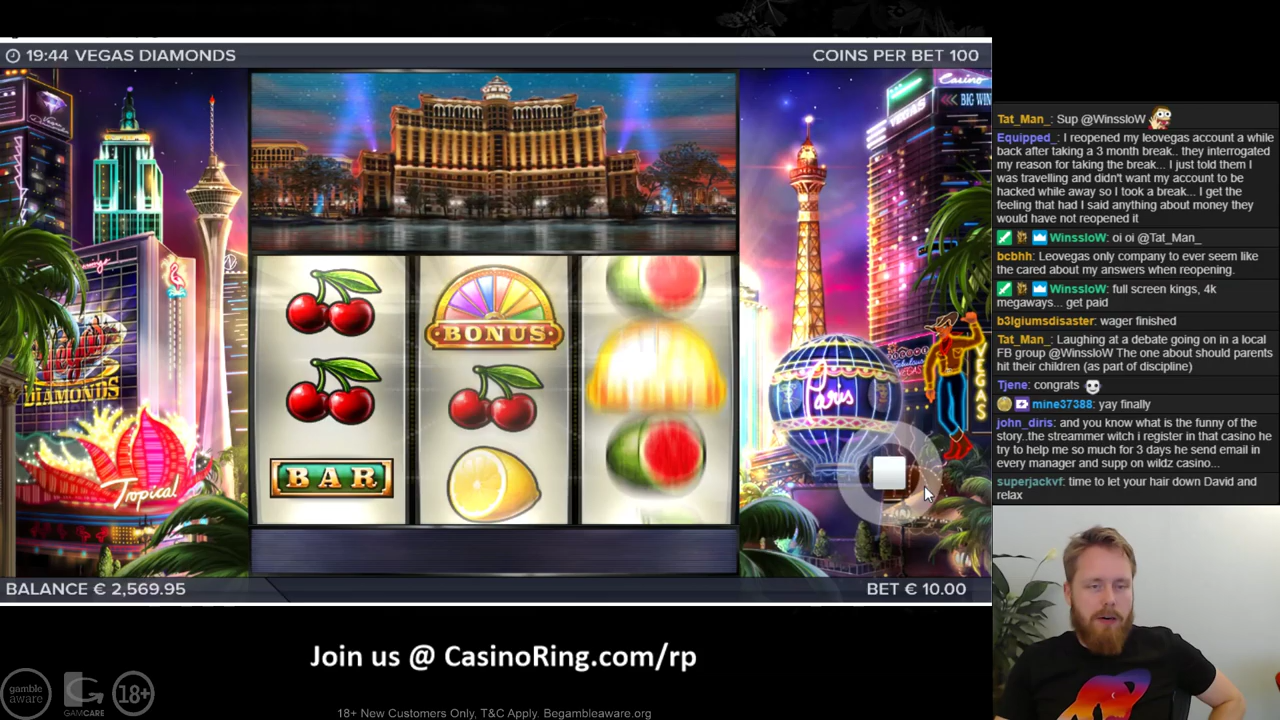 19:44 VEGAS DIAMONDS
COINS PER BET 100
Casino
BIG WIN
VEGAS
DIAMONDS
Tropical
BONUS
BAR
Paris
VEGAS
BALANCE € 2,569.95
BET € 10.00
Join us @ CasinoRing.com/rp
gamble
aware
GAMCARE
18+
18+ New Customers Only, T&C Apply. Begambleaware.org
Tat_Man_: Sup @WinssloW
Equipped_: I reopened my leovegas account a while
back after taking a 3 month break.. they interrogated
my reason for taking the break... I just told them I
was travelling and didn't want my account to be
hacked while away so I took a break... I get the
feeling that had I said anything about money they
would have not reopened it
WinssloW: oi oi @Tat_Man_
bcbhh: Leovegas only company to ever seem like
the cared about my answers when reopening.
WinssloW: full screen kings, 4k
megaways... get paid
b3lgiumsdisaster: wager finished
Tat_Man_: Laughing at a debate going on in a local
FB group @WinssloW The one about should parents
hit their children (as part of discipline)
Tjene: congrats
mine37388: yay finally
john_diris: and you know what is the funny of the
story..the streammer witch i register in that casino he
try to help me so much for 3 days he send email in
every manager and supp on wildz casino...
superjackvf: time to let your hair down David and
relax